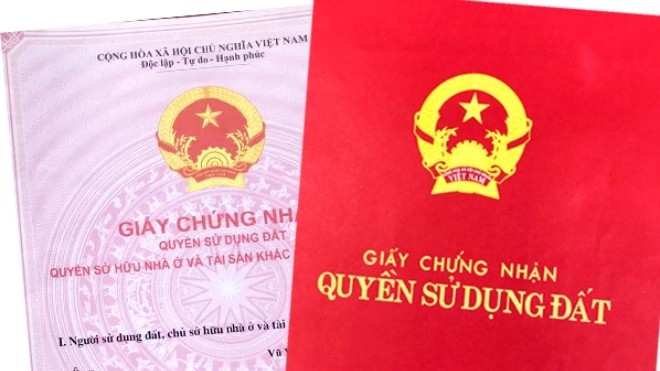 CỘNG HÒA XÃ HỘI CHỦ NGHĨA VIỆT NAM
Độc lập - Tự do - Hạnh phúc
GIẤY CHỨNG NHẬ
QUYỀN SỬ DỤNG ĐẤT
QUYỀN SỞ HỮU NHÀ Ở VÀ TÀI SẢN KHÁC
I. Người sử dụng đất, chủ sở hữu nhà ở và tài
Vũ
VIỆT NAM
GIẤY CHỨNG NHẬN
QUYỀN SỬ DỤNG ĐẤT